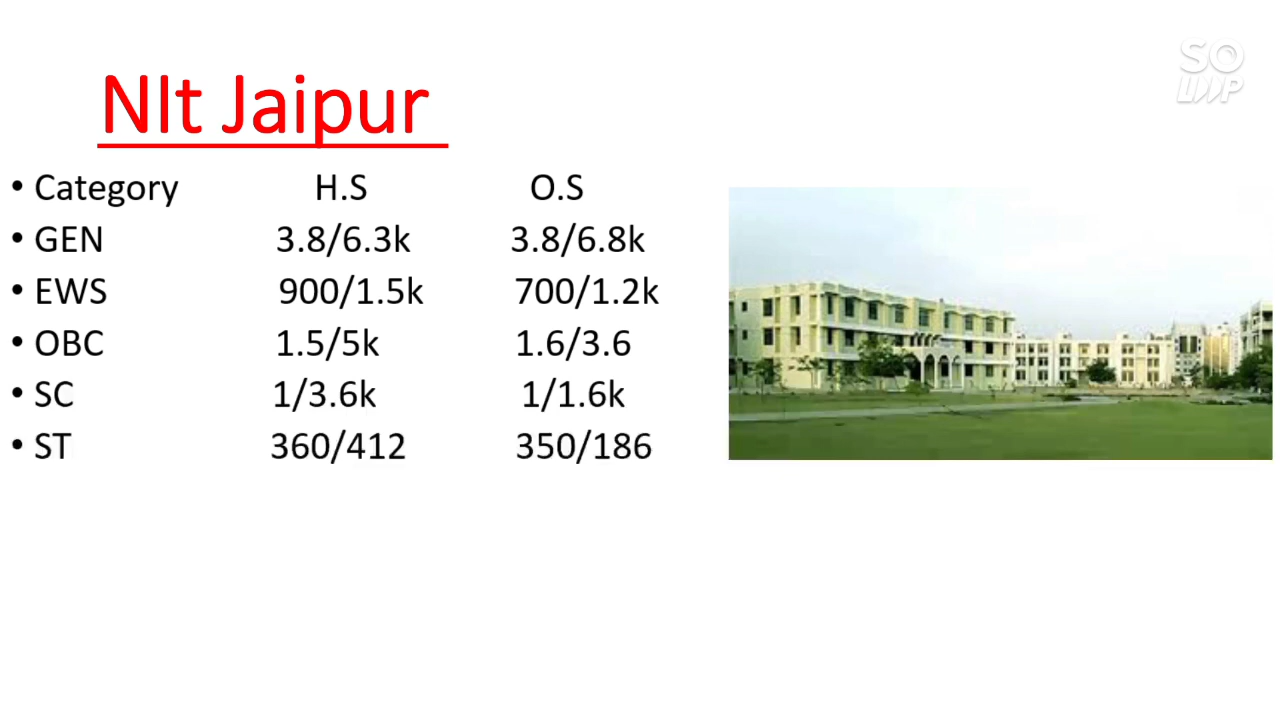 NIt Jaipur
SO
LOOP
• Category H.S O.S
• GEN 3.8/6.3k 3.8/6.8k
• EWS 900/1.5k 700/1.2k
• OBC 1.5/5k 1.6/3.6
• SC 1/3.6k 1/1.6k
• ST 360/412 350/186